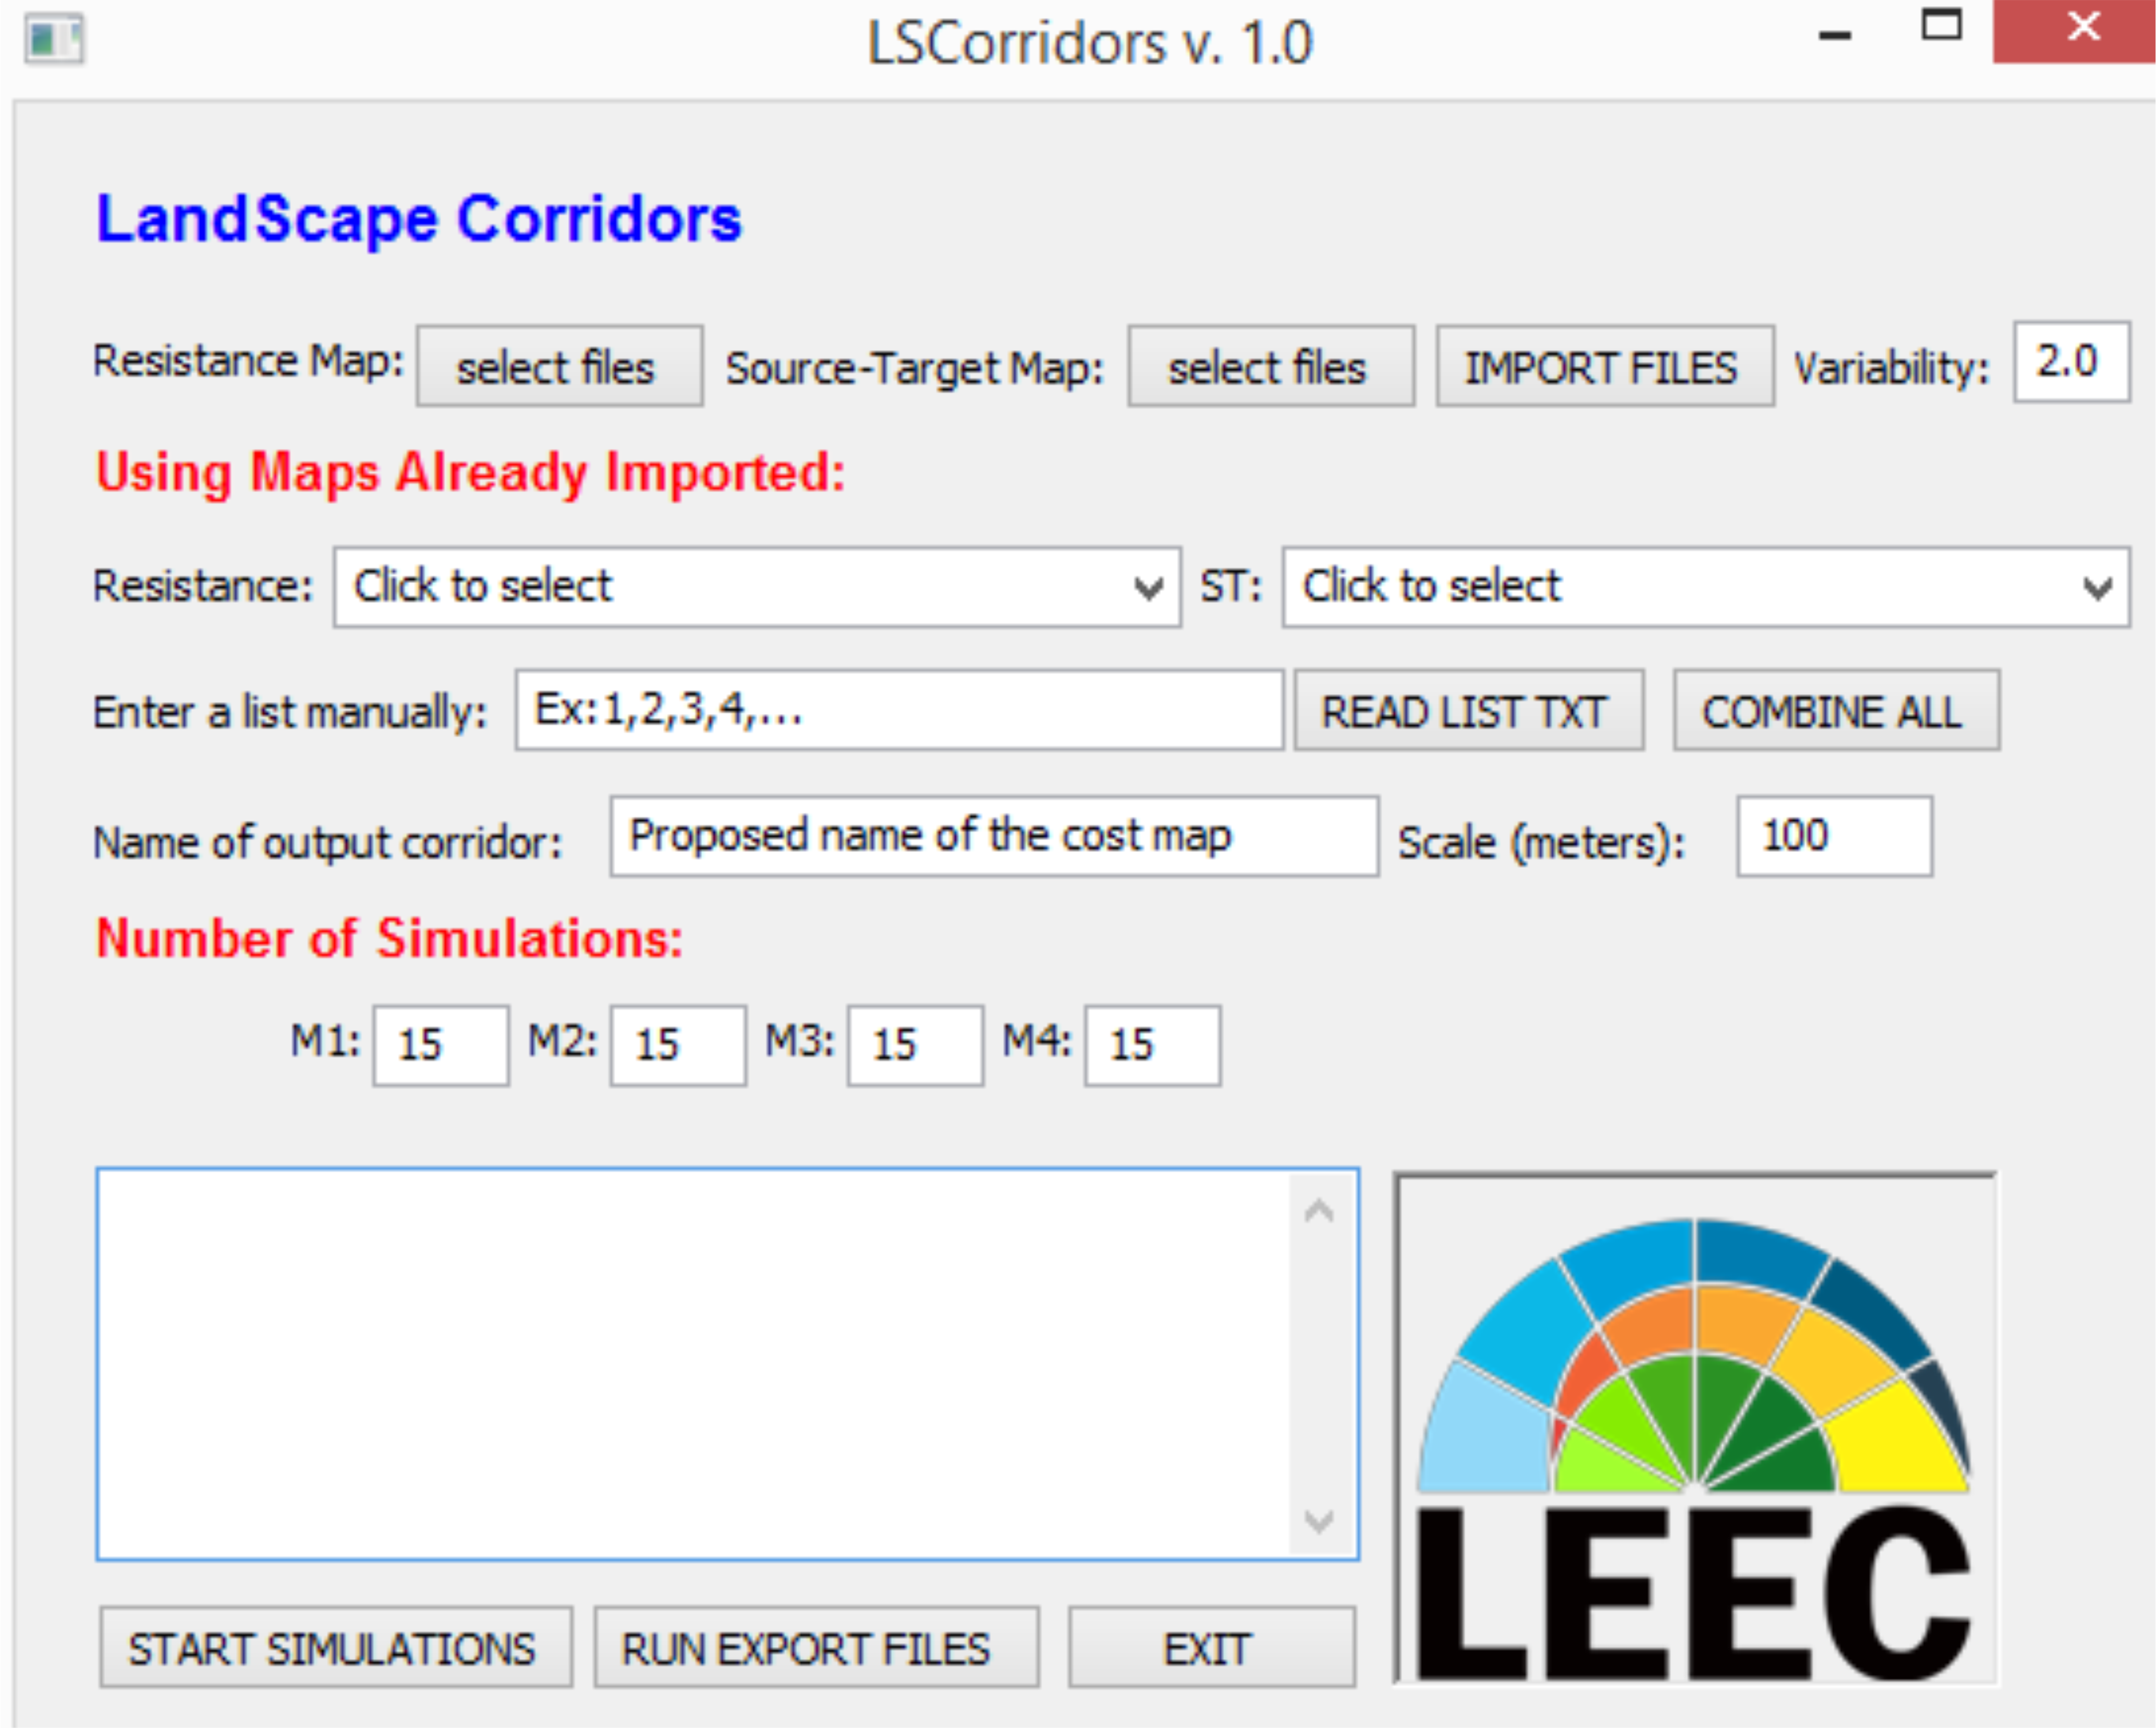 LSCorridors v. 1.0
LandScape Corridors
Resistance Map: select files Source-Target Map: select files IMPORT FILES Variability: 2.0
Using Maps Already Imported:
Resistance: Click to select ST: Click to select
Enter a list manually: Ex:1,2,3,4,... READ LIST TXT COMBINE ALL
Name of output corridor: Proposed name of the cost map Scale (meters): 100
Number of Simulations:
M1: 15 M2: 15 M3: 15 M4: 15
START SIMULATIONS RUN EXPORT FILES EXIT
LEEC